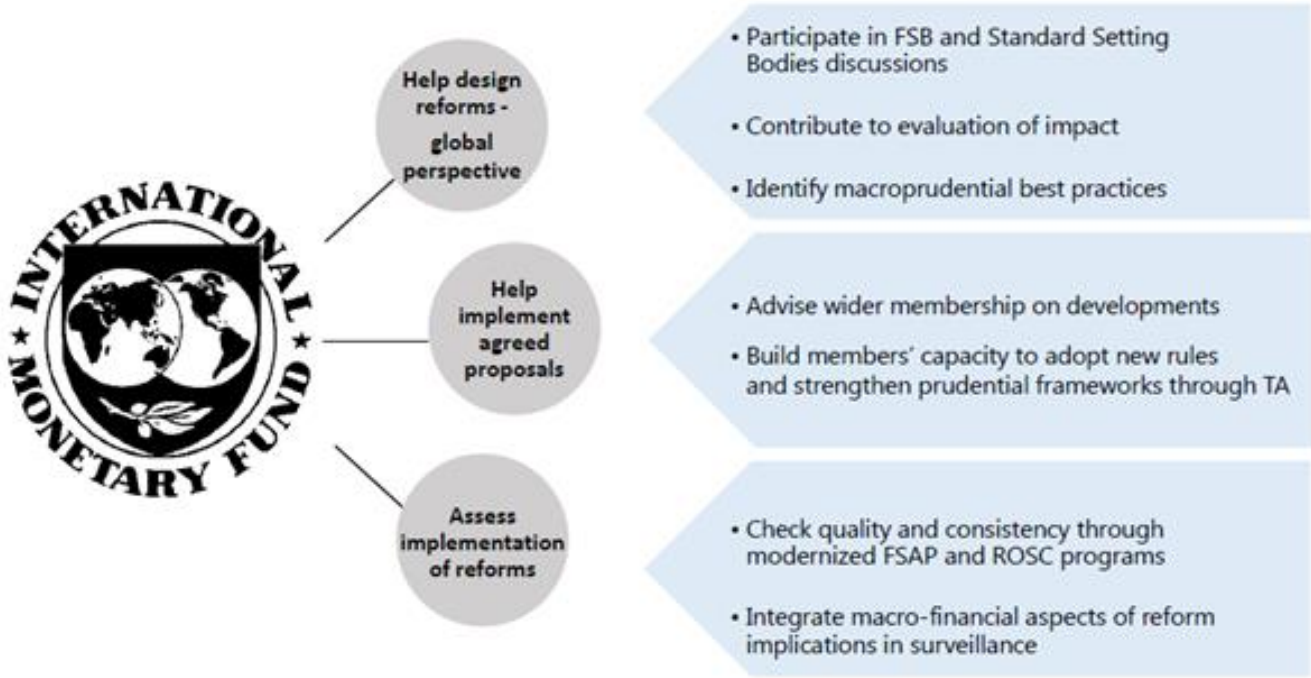 INTERNATIONAL
MONETARY FUND
Help design
reforms -
global
perspective
• Participate in FSB and Standard Setting
Bodies discussions
• Contribute to evaluation of impact
• Identify macroprudential best practices
Help
implement
agreed
proposals
• Advise wider membership on developments
• Build members’ capacity to adopt new rules
and strengthen prudential frameworks through TA
Assess
implementation
of reforms
• Check quality and consistency through
modernized FSAP and ROSC programs
• Integrate macro-financial aspects of reform
implications in surveillance